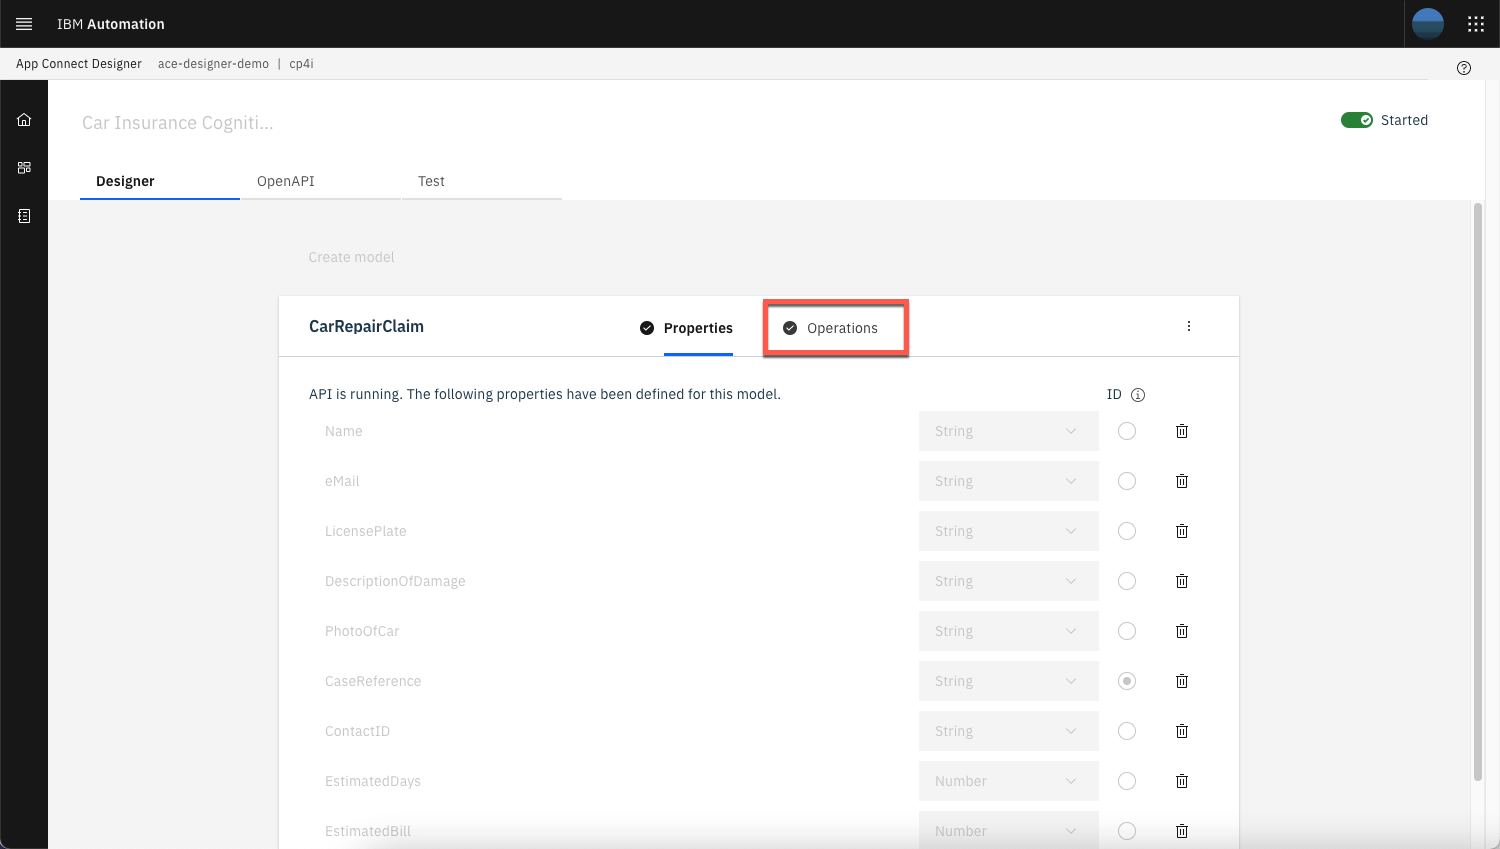 IBM Automation
App Connect Designer ace-designer-demo | cp4i
Car Insurance Cogniti...
Started
Designer OpenAPI Test
Create model
CarRepairClaim Properties Operations
API is running. The following properties have been defined for this model. ID
Name String
eMail String
LicensePlate String
DescriptionOfDamage String
PhotoOfCar String
CaseReference String
ContactID String
EstimatedDays Number
EstimatedBill Number